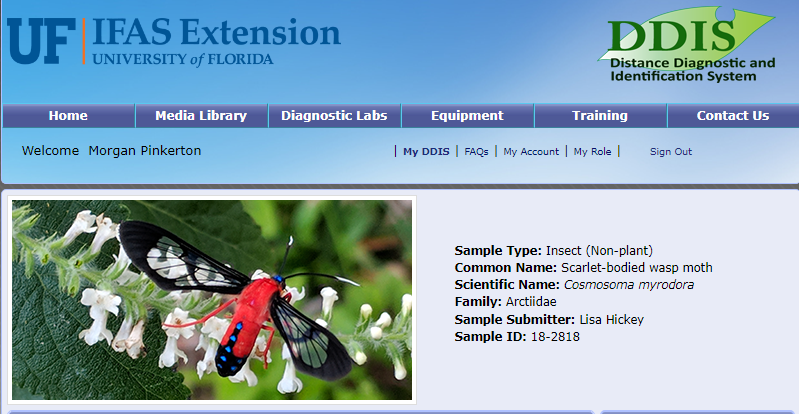 UF IFAS Extension
UNIVERSITY of FLORIDA
DDIS
Distance Diagnostic and
Identification System
Home Media Library Diagnostic Labs Equipment Training Contact Us
Welcome Morgan Pinkerton
| My DDIS | FAQs | My Account | My Role | Sign Out
Sample Type: Insect (Non-plant)
Common Name: Scarlet-bodied wasp moth
Scientific Name: Cosmosoma myrodora
Family: Arctiidae
Sample Submitter: Lisa Hickey
Sample ID: 18-2818